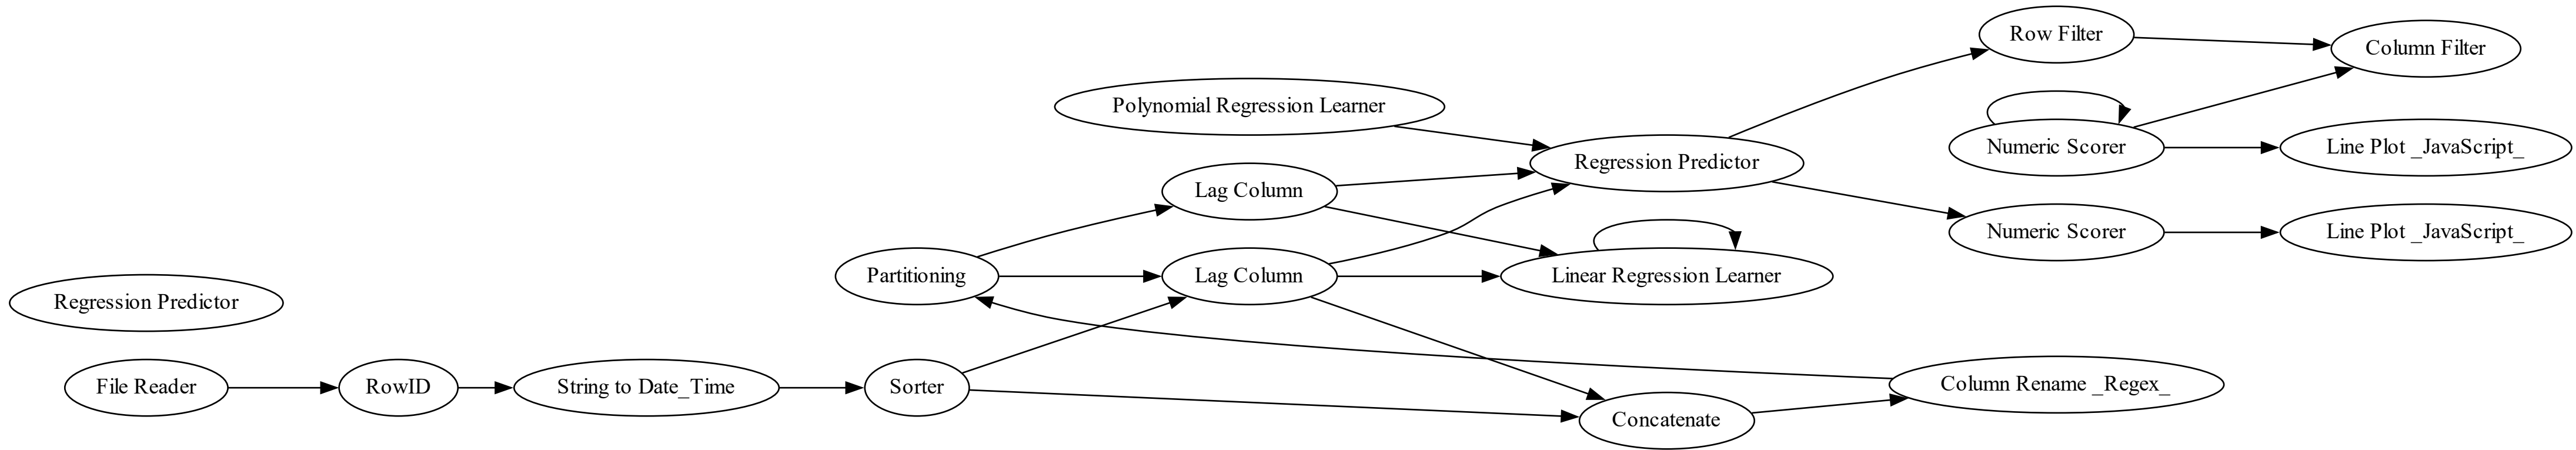 Row Filter
Column Filter
Polynomial Regression Learner
Numeric Scorer
Line Plot _JavaScript_
Regression Predictor
Lag Column
Numeric Scorer
Line Plot _JavaScript_
Partitioning
Lag Column
Linear Regression Learner
Regression Predictor
File Reader
RowID
String to Date_Time
Sorter
Column Rename _Regex_
Concatenate